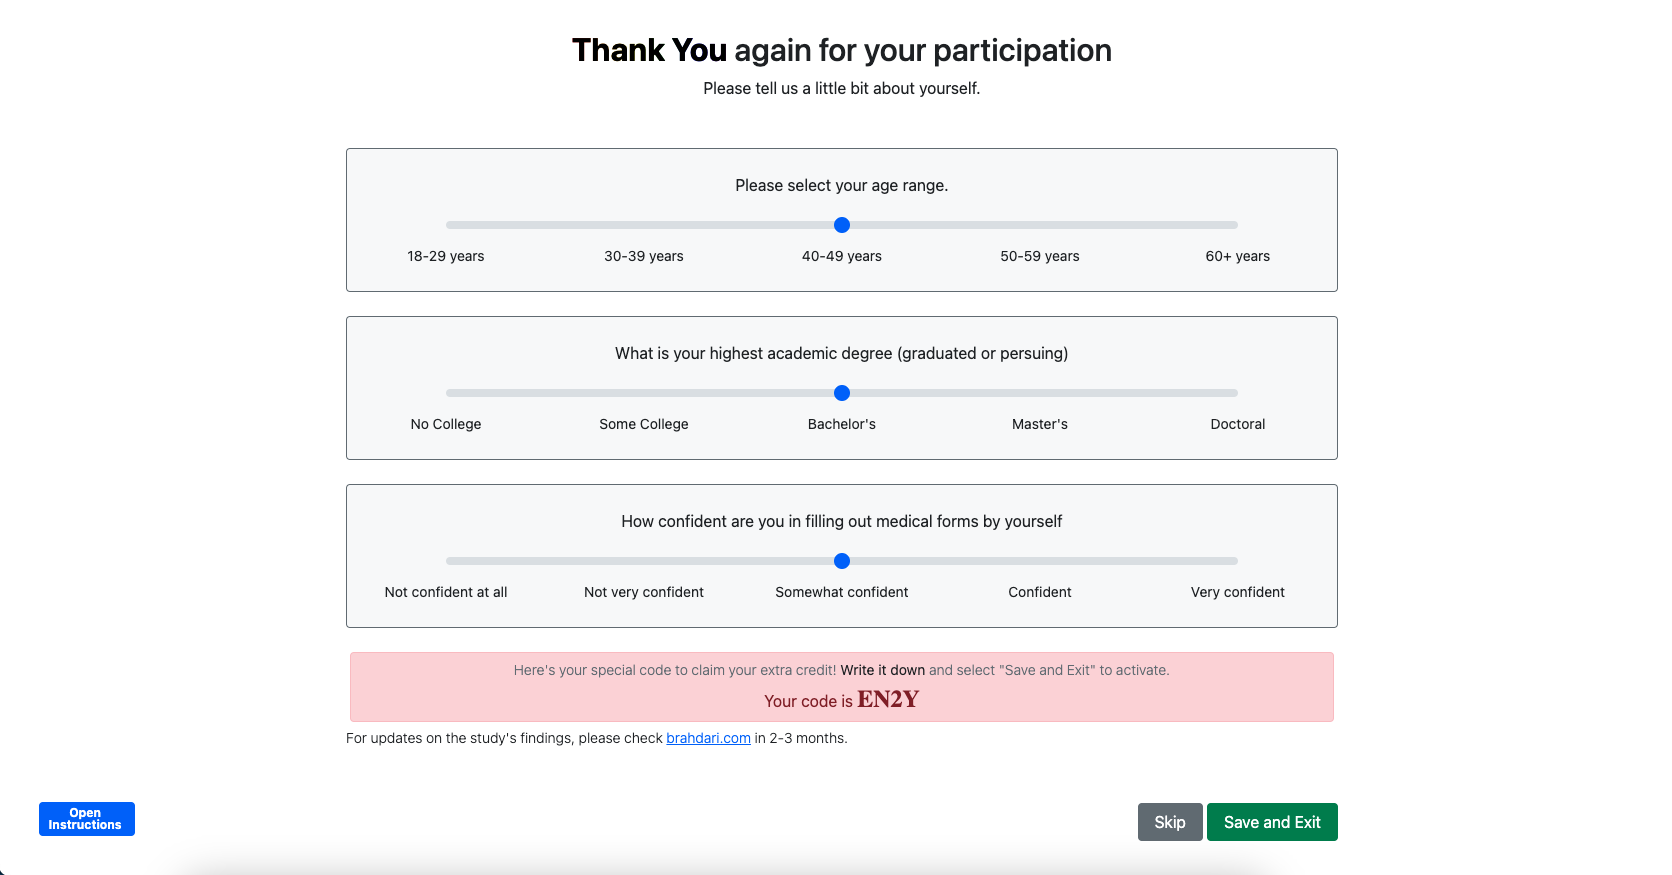 Thank You again for your participation
Please tell us a little bit about yourself.
Please select your age range.
18-29 years 30-39 years 40-49 years 50-59 years 60+ years
What is your highest academic degree (graduated or persuing)
No College Some College Bachelor's Master's Doctoral
How confident are you in filling out medical forms by yourself
Not confident at all Not very confident Somewhat confident Confident Very confident
Here's your special code to claim your extra credit! Write it down and select "Save and Exit" to activate.
Your code is EN2Y
For updates on the study's findings, please check brahdari.com in 2-3 months.
Open
Instructions
Skip Save and Exit